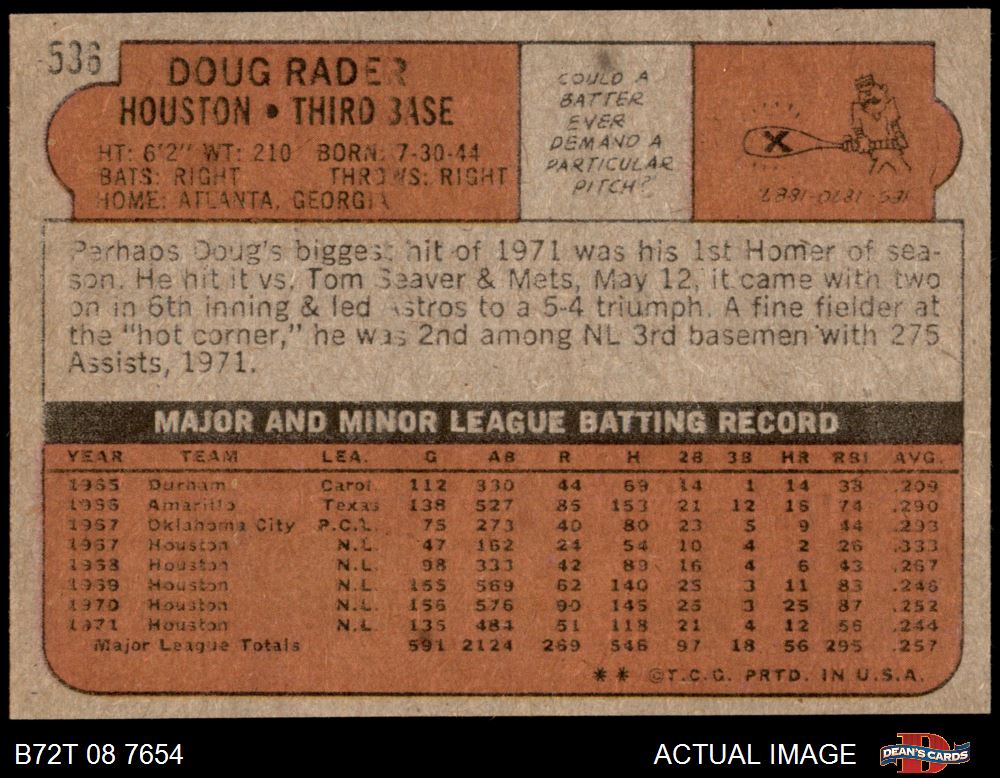 536
DOUG RADER
HOUSTON • THIRD BASE
HT: 6'2" WT: 210 BORN: 7-30-44
BATS: RIGHT THROWS: RIGHT
HOME: ATLANTA, GEORGIA
COULD A
BATTER
EVER
DEMAND A
PARTICULAR
PITCH?
X
YES-1870-1887
Perhaps Doug's biggest hit of 1971 was his 1st Homer of sea-
son. He hit it vs. Tom Seaver & Mets, May 12, it came with two
on in 6th inning & led Astros to a 5-4 triumph. A fine fielder at
the "hot corner," he was 2nd among NL 3rd basemen with 275
Assists, 1971.
MAJOR AND MINOR LEAGUE BATTING RECORD
YEAR TEAM LEA. G AB R H 2B 3B HR RBI AVG.
1965 Durham Carol. 112 330 44 69 14 1 14 38 .209
1966 Amarillo Texas 138 527 85 153 21 12 16 74 .290
1967 Oklahoma City P.C.L. 75 273 40 80 23 5 9 44 .293
1967 Houston N.L. 47 162 24 54 10 4 2 26 .333
1968 Houston N.L. 98 333 42 89 16 4 6 43 .267
1969 Houston N.L. 155 569 62 140 25 3 11 83 .246
1970 Houston N.L. 156 576 90 145 25 3 25 87 .252
1971 Houston N.L. 135 484 51 118 21 4 12 56 .244
Major League Totals 591 2124 269 546 97 18 56 295 .257
** ©T.C.G. PRTD. IN U.S.A.
B72T 08 7654
ACTUAL IMAGE
DEAN'S CARDS